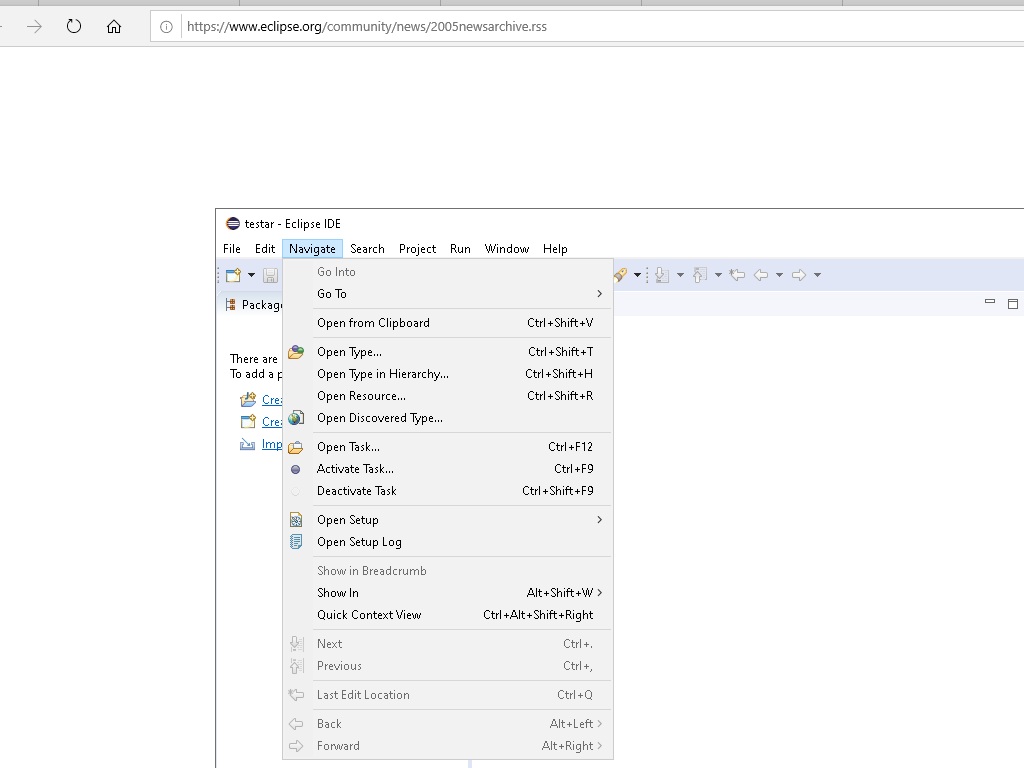 https://www.eclipse.org/community/news/2005newsarchive.rss
testar - Eclipse IDE
File Edit Navigate Search Project Run Window Help
Go Into
Go To
Packag
Open from Clipboard Ctrl+Shift+V
There are
Open Type... Ctrl+Shift+T
To add a p
Open Type in Hierarchy... Ctrl+Shift+H
Open Resource... Ctrl+Shift+R
Crea
Open Discovered Type...
Crea
Open Task... Ctrl+F12
Imp
Activate Task... Ctrl+F9
Deactivate Task Ctrl+Shift+F9
Open Setup
Open Setup Log
Show in Breadcrumb
Show In Alt+Shift+W
Quick Context View Ctrl+Alt+Shift+Right
Next Ctrl+.
Previous Ctrl+,
Last Edit Location Ctrl+Q
Back Alt+Left
Forward Alt+Right